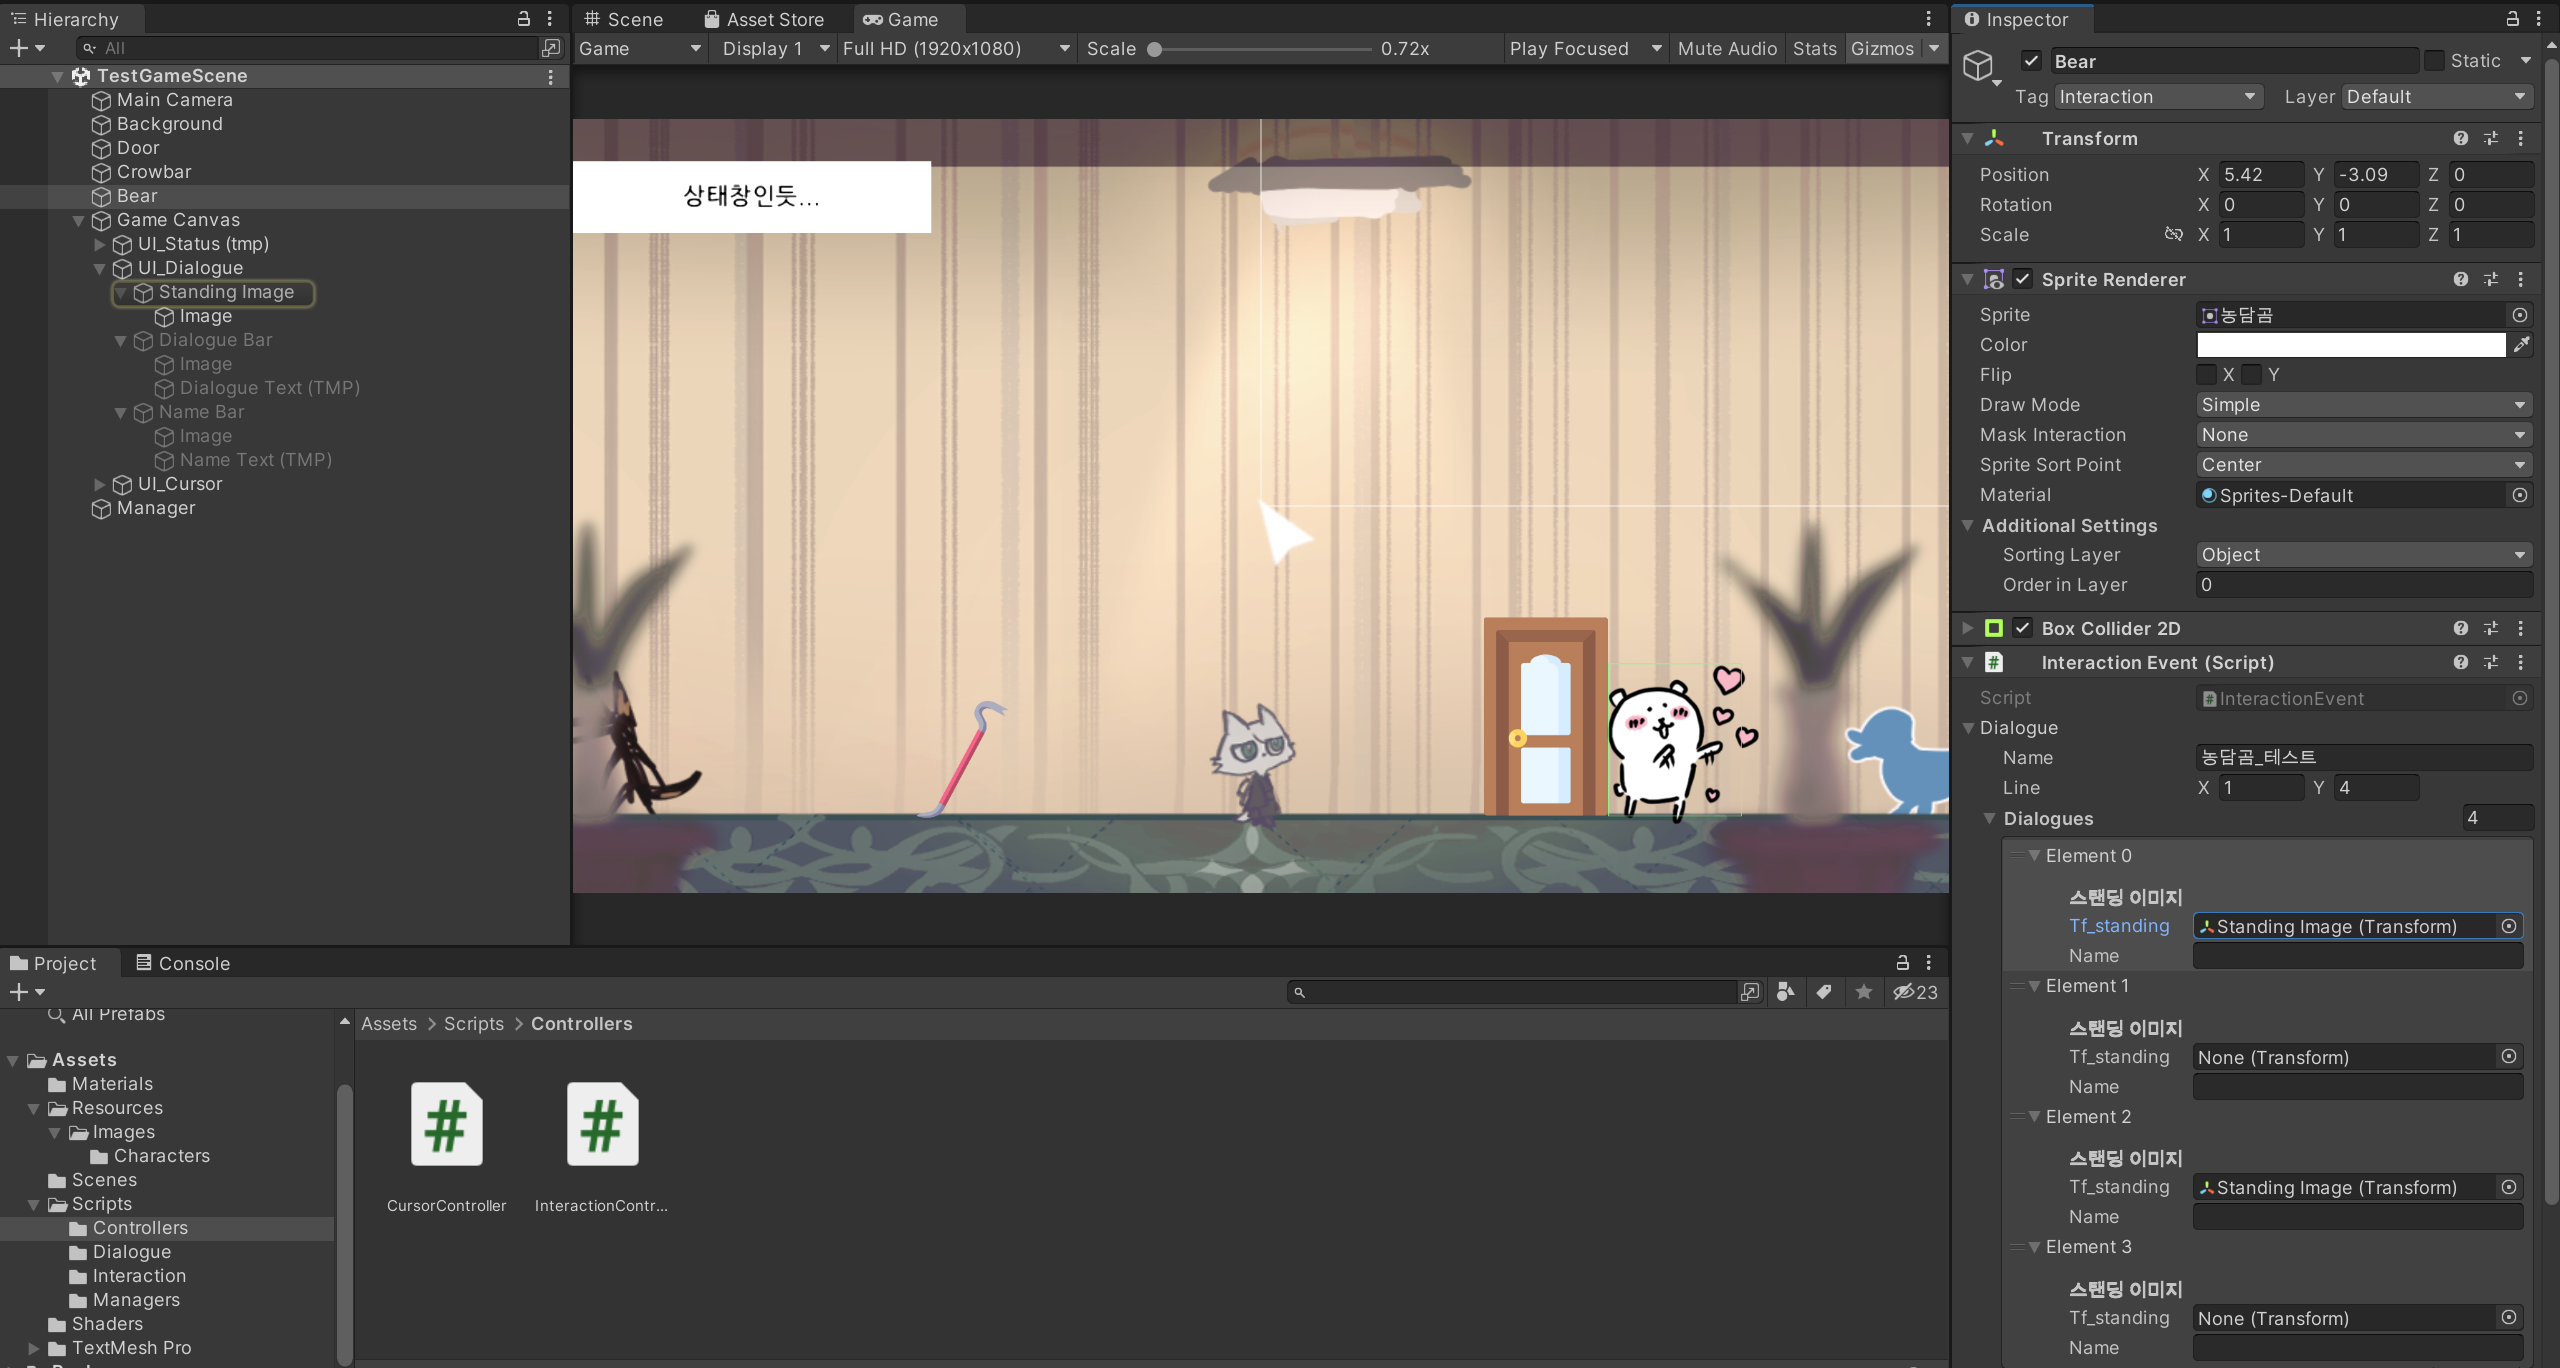 Hierarchy
All
TestGameScene
Main Camera
Background
Door
Crowbar
Bear
Game Canvas
UI_Status (tmp)
UI_Dialogue
Standing Image
Image
Dialogue Bar
Image
Dialogue Text (TMP)
Name Bar
Image
Name Text (TMP)
UI_Cursor
Manager
Scene
Asset Store
Game
Game
Display 1
Full HD (1920x1080)
Scale
0.72x
Play Focused
Mute Audio
Stats
Gizmos
상태창인듯...
Project
Console
23
All Prefabs
Assets
Materials
Resources
Images
Characters
Scenes
Scripts
Controllers
Dialogue
Interaction
Managers
Shaders
TextMesh Pro
Assets > Scripts > Controllers
CursorController
InteractionContr...
Inspector
Bear
Static
Tag Interaction
Layer Default
Transform
Position X 5.42 Y -3.09 Z 0
Rotation X 0 Y 0 Z 0
Scale X 1 Y 1 Z 1
Sprite Renderer
Sprite 농담곰
Color
Flip X Y
Draw Mode Simple
Mask Interaction None
Sprite Sort Point Center
Material Sprites-Default
Additional Settings
Sorting Layer Object
Order in Layer 0
Box Collider 2D
# Interaction Event (Script)
Script InteractionEvent
Dialogue
Name 농담곰_테스트
Line X 1 Y 4
Dialogues 4
Element 0
스탠딩 이미지
Tf_standing Standing Image (Transform)
Name
Element 1
스탠딩 이미지
Tf_standing None (Transform)
Name
Element 2
스탠딩 이미지
Tf_standing Standing Image (Transform)
Name
Element 3
스탠딩 이미지
Tf_standing None (Transform)
Name